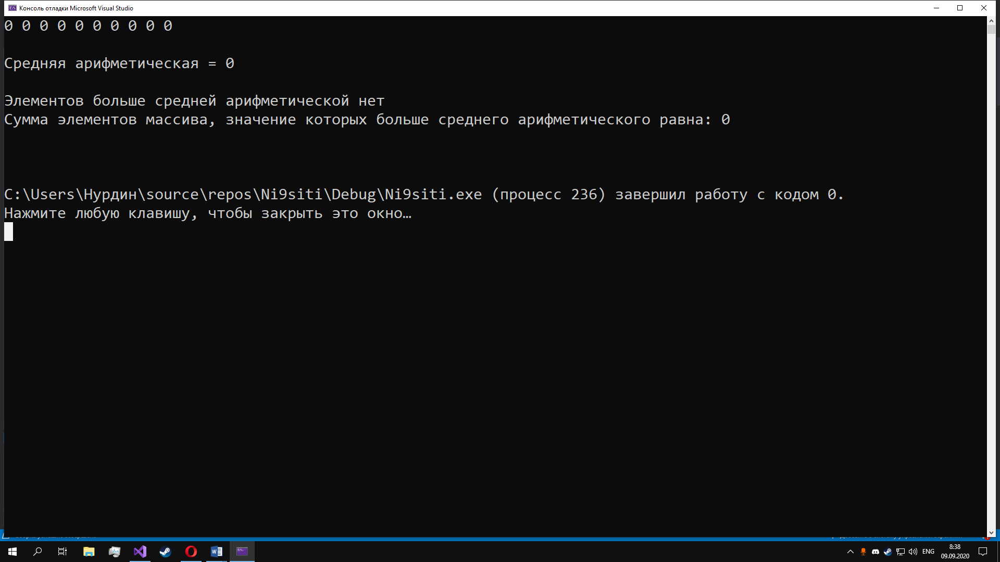 Консоль отладки Microsoft Visual Studio
0 0 0 0 0 0 0 0 0 0
Средняя арифметическая = 0
Элементов больше средней арифметической нет
Сумма элементов массива, значение которых больше среднего арифметического равна: 0
C:\Users\Нурдин\source\repos\Ni9siti\Debug\Ni9siti.exe (процесс 236) завершил работу с кодом 0.
Нажмите любую клавишу, чтобы закрыть это окно…
ENG
8:38
09.09.2020